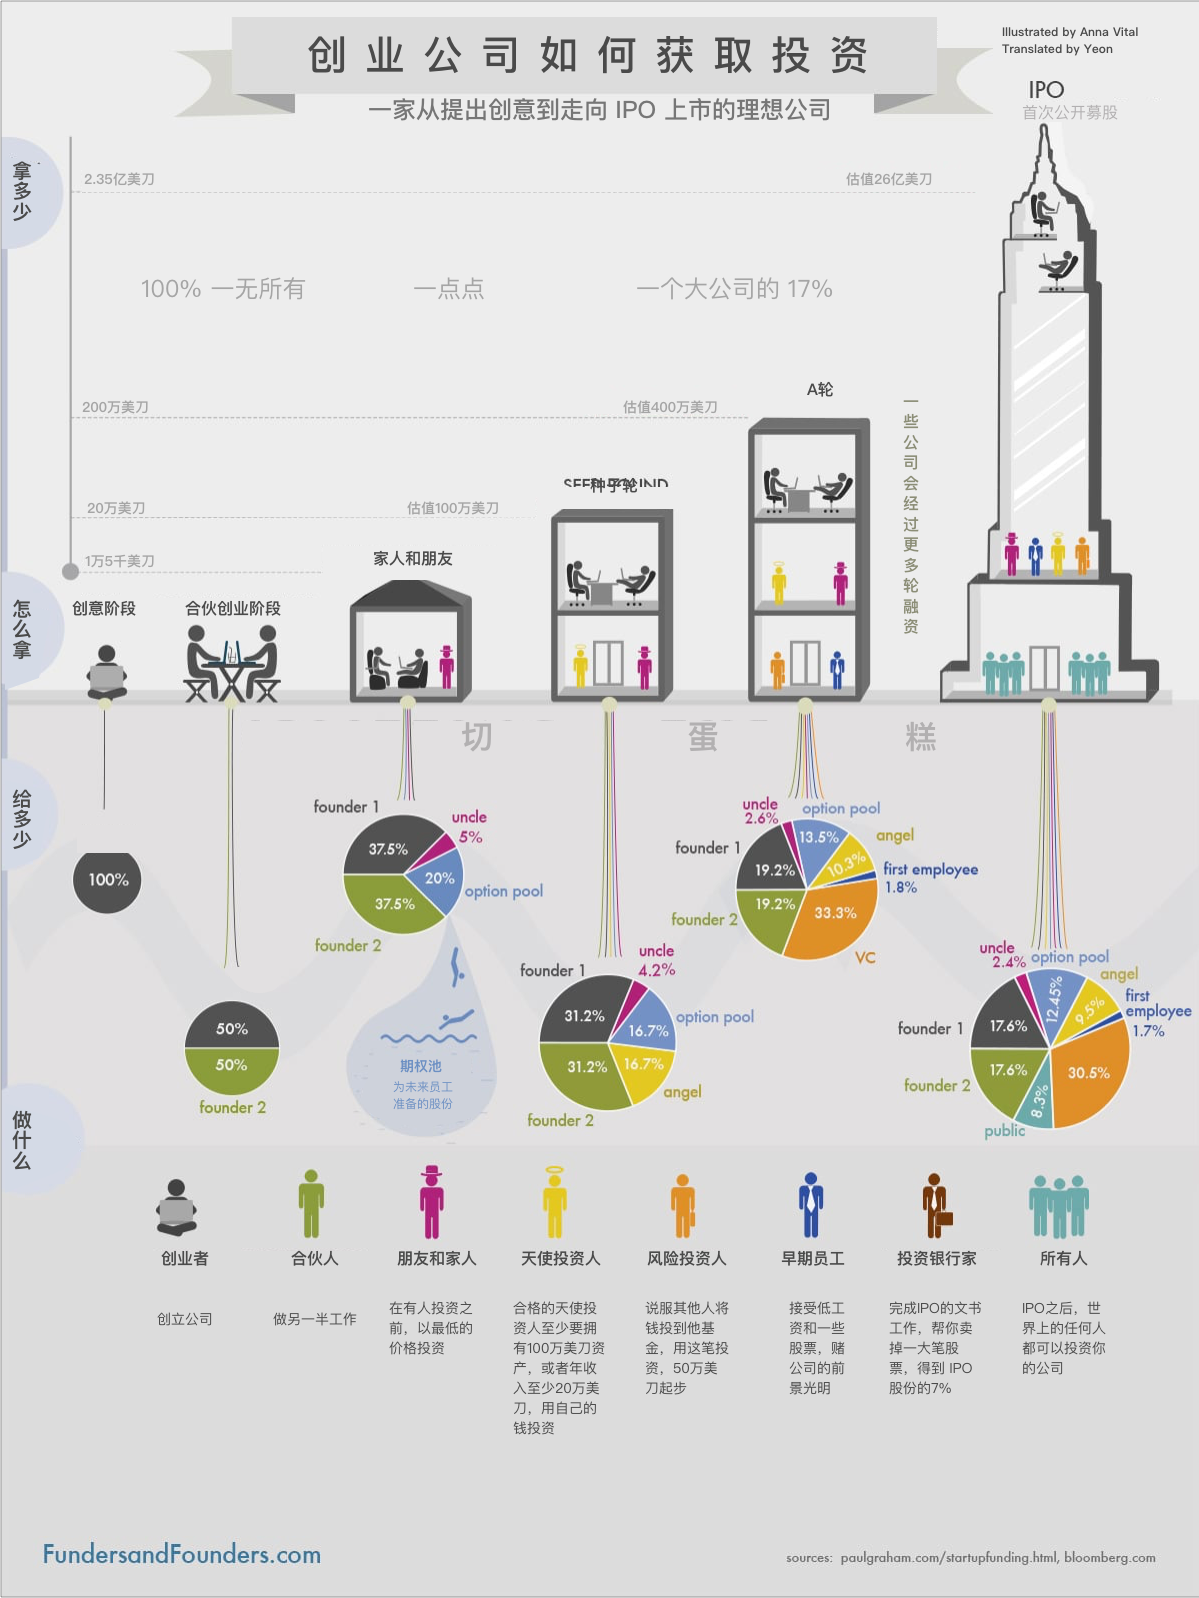 创业公司如何获取投资
一家从提出创意到走向 IPO 上市的理想公司
Illustrated by Anna Vital
Translated by Yeon
IPO
首次公开募股
拿多少
2.35亿美刀
估值26亿美刀
100% 一无所有
一点点
一个大公司的 17%
A轮
200万美刀
估值400万美刀
一些公司会经过更多轮融资
种子轮
20万美刀
估值100万美刀
家人和朋友
1万5千美刀
怎么拿
创意阶段
合伙创业阶段
切
蛋
糕
给多少
100%
50%
50%
founder 2
founder 1
uncle
5%
37.5%
20%
option pool
37.5%
founder 2
期权池
为未来员工
准备的股份
founder 1
uncle
4.2%
31.2%
16.7%
option pool
31.2%
16.7%
angel
founder 2
uncle
2.6%
option pool
13.5%
angel
founder 1
10.3%
first employee
1.8%
19.2%
19.2%
founder 2
33.3%
VC
uncle
2.4%
option pool
angel
12.45%
9.5%
first
employee
1.7%
founder 1
17.6%
17.6%
founder 2
30.5%
8.3%
public
做什么
创业者
合伙人
朋友和家人
天使投资人
风险投资人
早期员工
投资银行家
所有人
创立公司
做另一半工作
在有人投资之
前，以最低的
价格投资
合格的天使投
资人至少要拥
有100万美刀资
产，或者年收
入至少20万美
刀，用自己的
钱投资
说服其他人将
钱投到他基
金，用这笔投
资，50万美
刀起步
接受低工
资和一些
股票，赌
公司的前
景光明
完成IPO的文书
工作，帮你卖
掉一大笔股
票，得到 IPO
股份的7%
IPO之后，世
界上的任何人
都可以投资你
的公司
FundersandFounders.com
sources: paulgraham.com/startupfunding.html, bloomberg.com